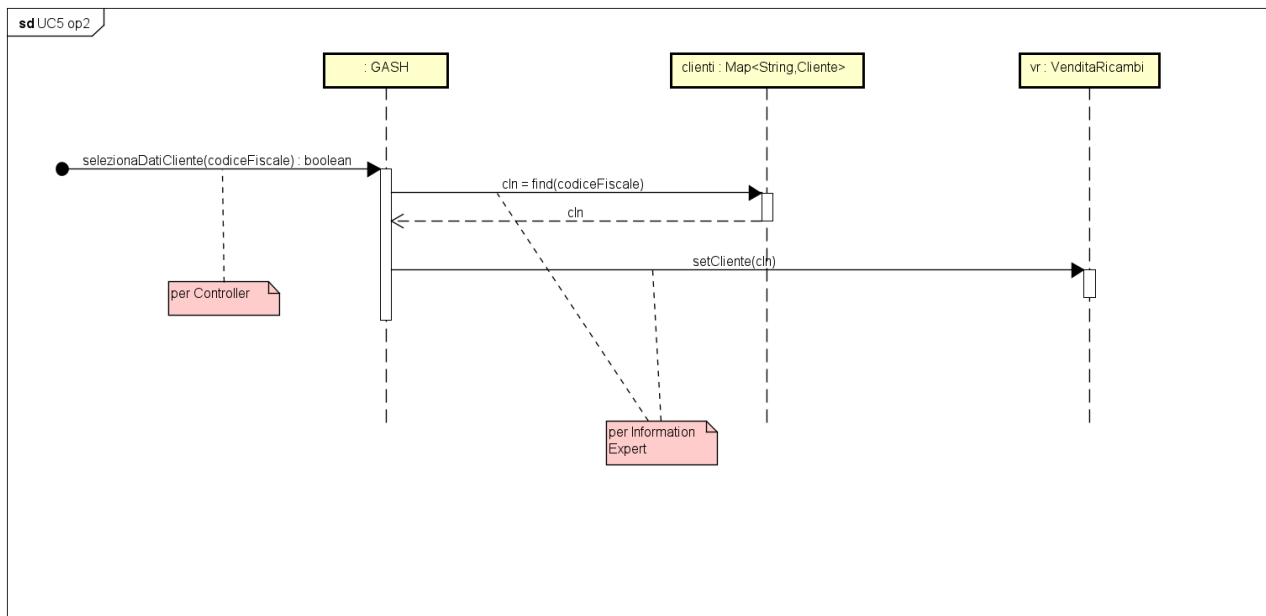 sd UC5 op2
: GASH
clienti : Map<String,Cliente>
vr : VenditaRicambi
selezionaDatiCliente(codiceFiscale) : boolean
cln = find(codiceFiscale)
cln
setCliente(cln)
per Controller
per Information
Expert